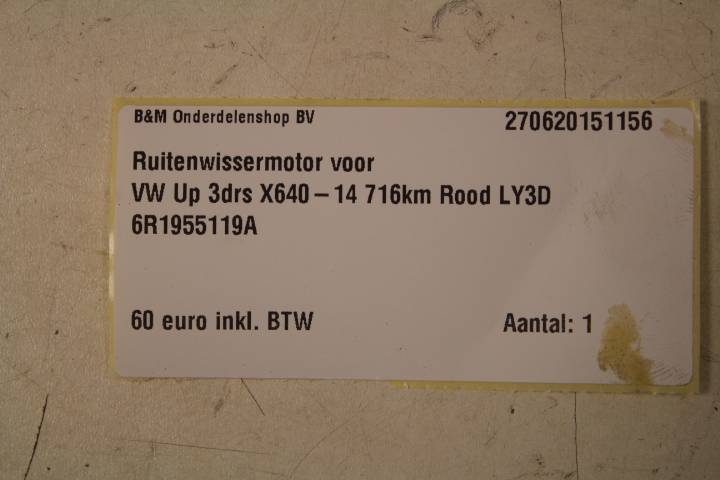 B&M Onderdelenshop BV 270620151156
Ruitenwissermotor voor
VW Up 3drs X640 – 14 716km Rood LY3D
6R1955119A
60 euro inkl. BTW Aantal: 1